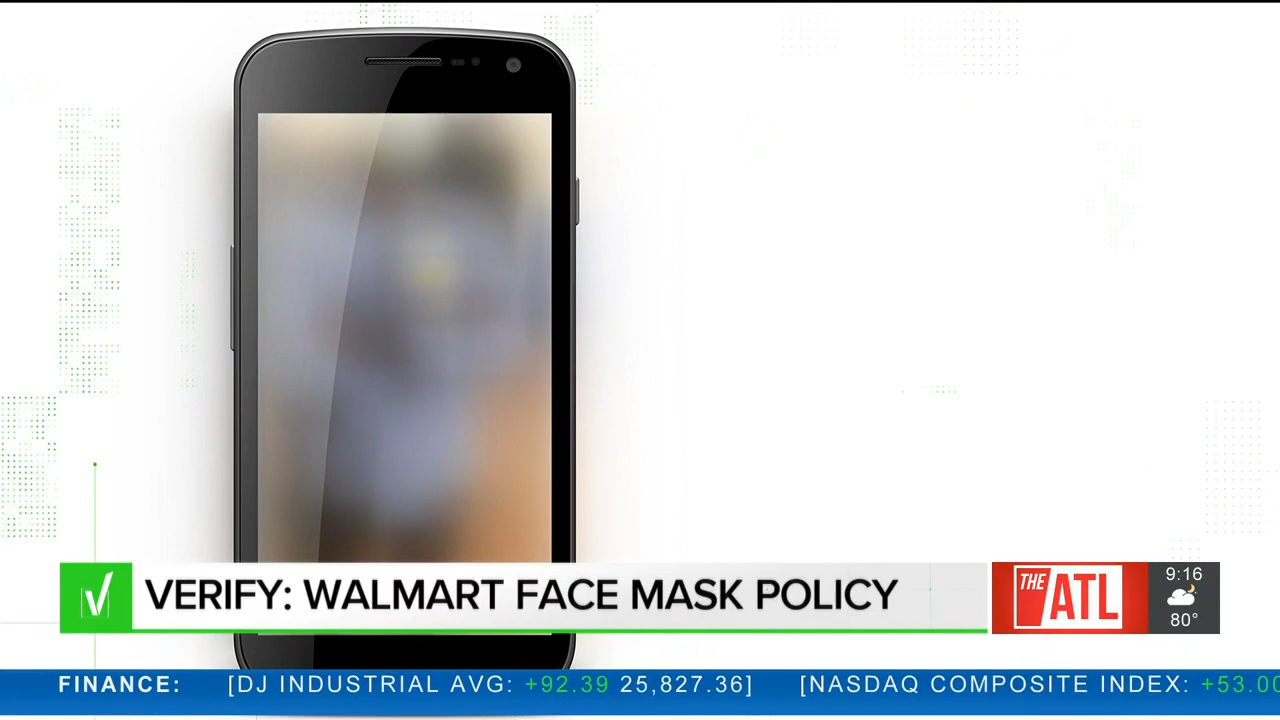 VERIFY: WALMART FACE MASK POLICY
THE ATL
9:16
80°
FINANCE: [DJ INDUSTRIAL AVG: +92.39 25,827.36] [NASDAQ COMPOSITE INDEX: +53.00